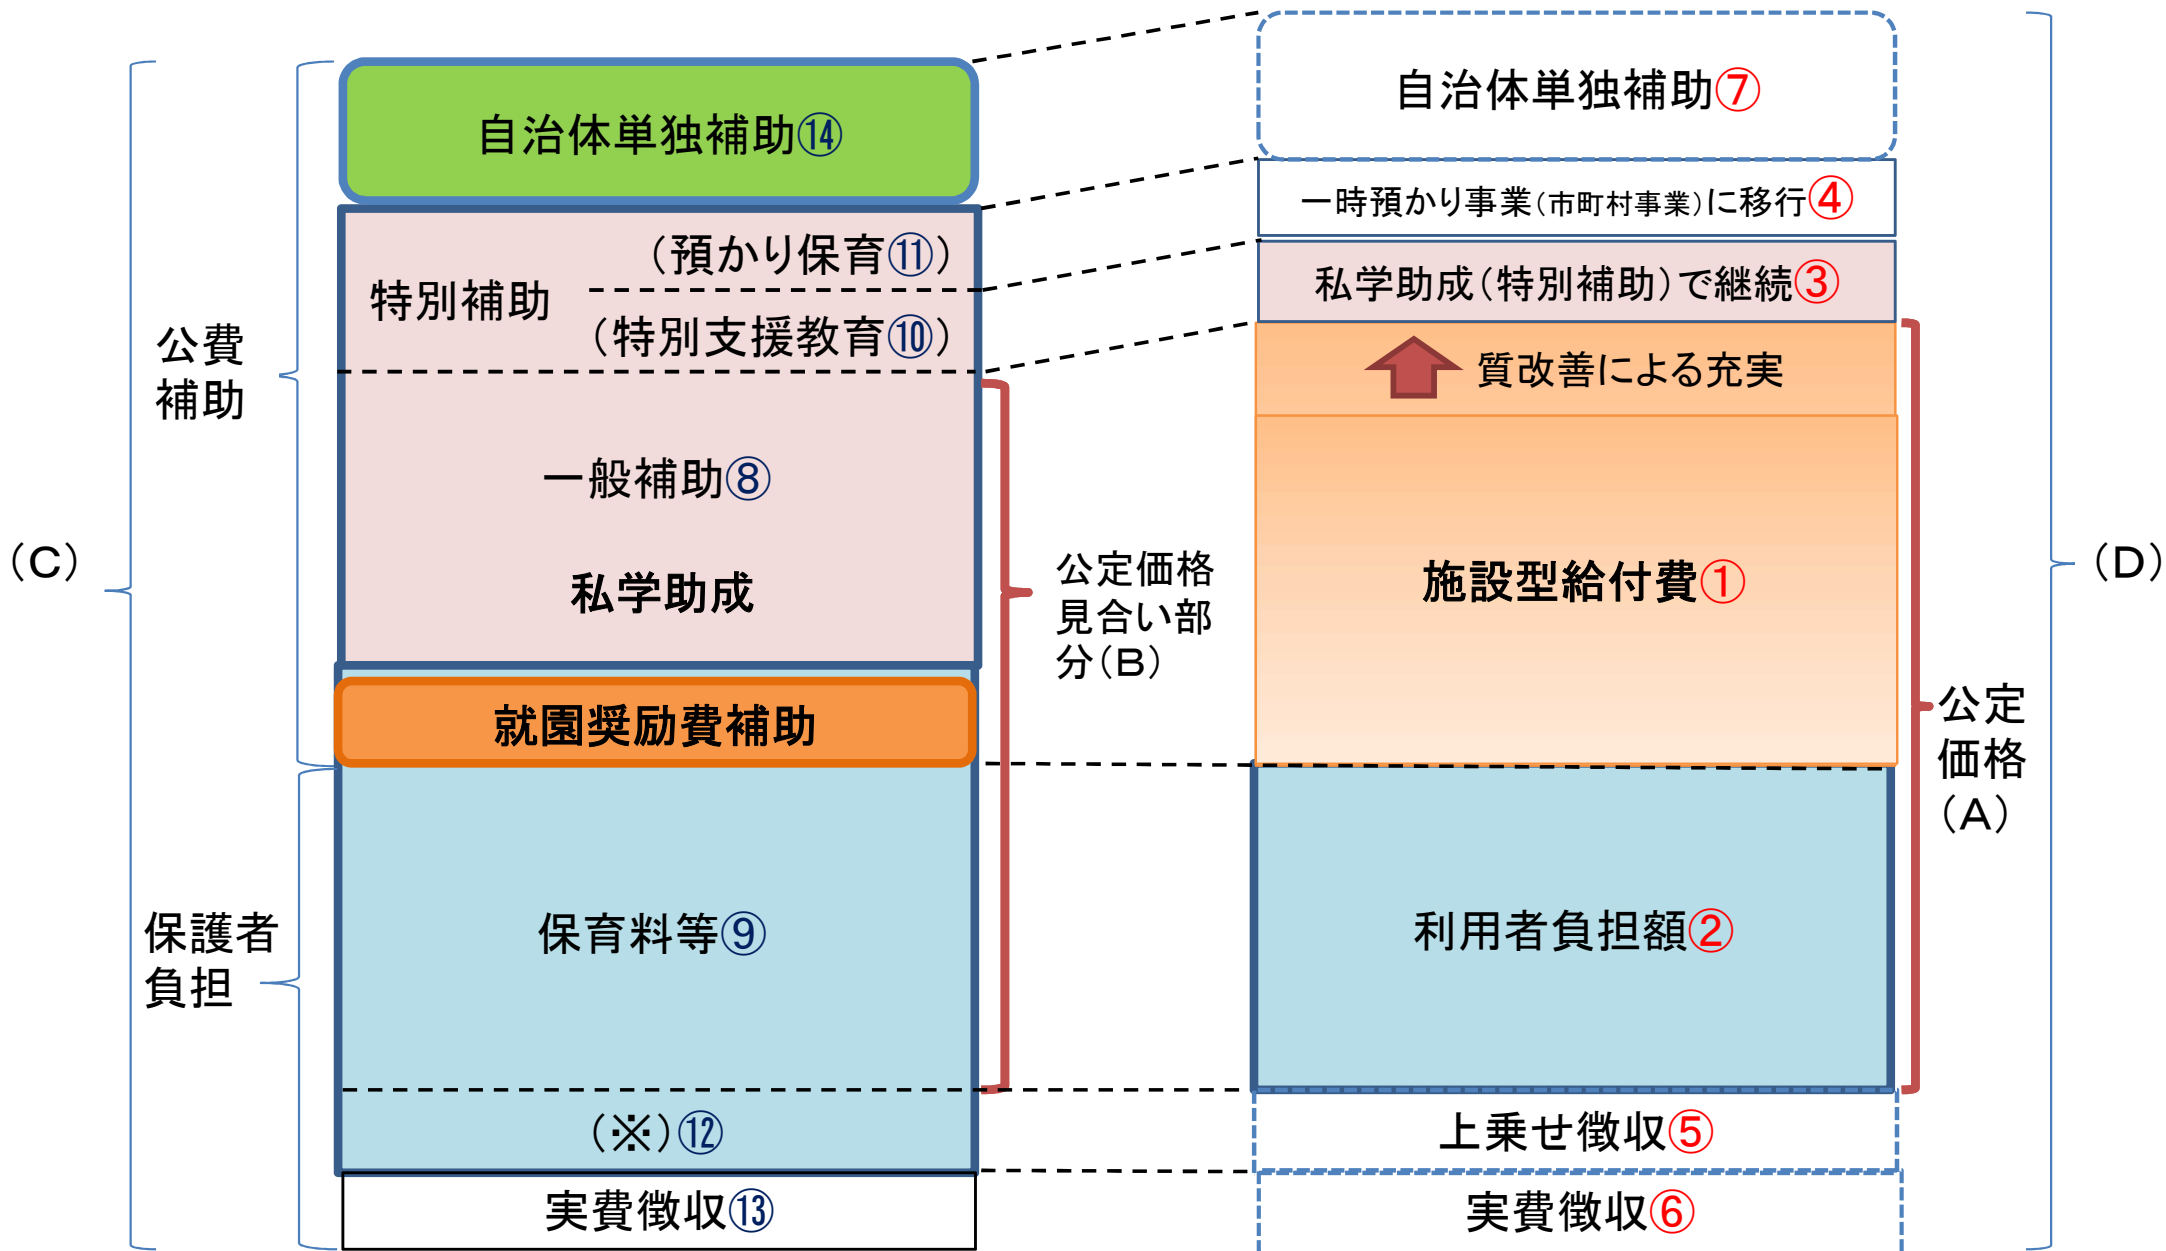 自治体単独補助⑭
(預かり保育⑪)
特別補助
(特別支援教育⑩)
一般補助⑧
私学助成
就園奨励費補助
保育料等⑨
(※)⑫
実費徴収⑬
公費
補助
保護者
負担
(C)
公定価格
見合い部
分(B)
自治体単独補助⑦
一時預かり事業(市町村事業)に移行④
私学助成(特別補助)で継続③
質改善による充実
施設型給付費①
利用者負担額②
上乗せ徴収⑤
実費徴収⑥
公定
価格
(A)
(D)